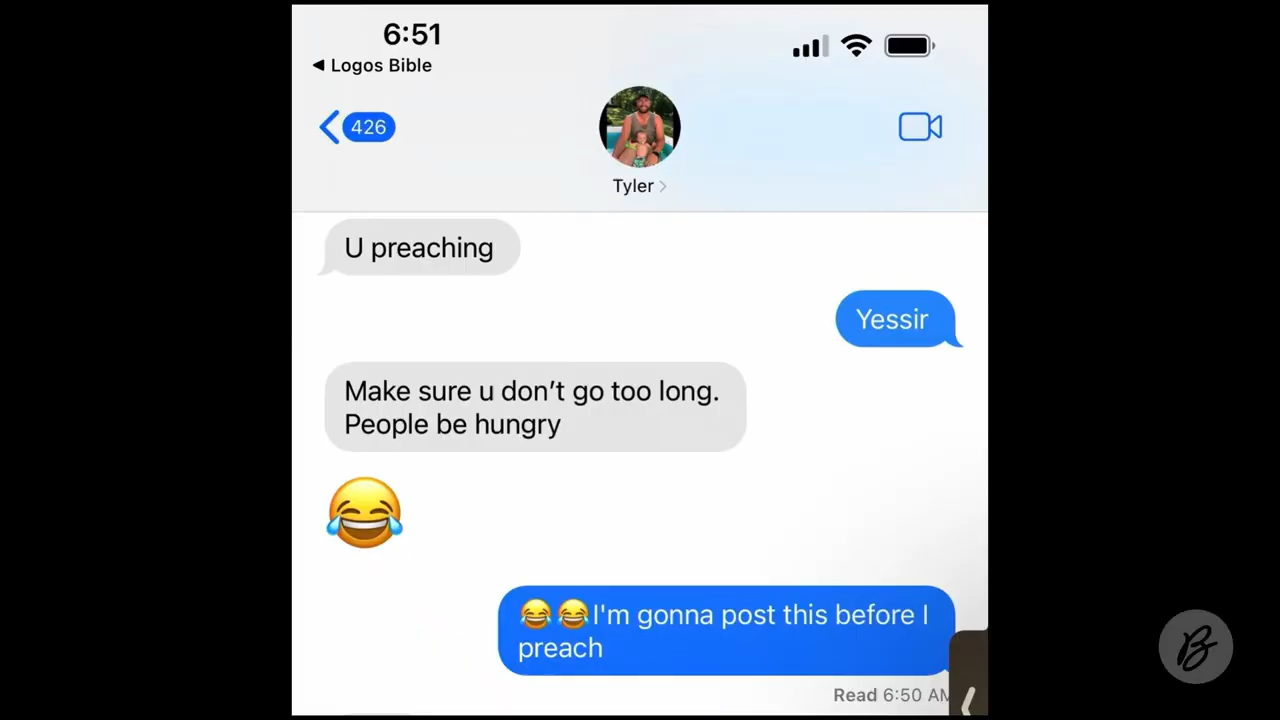 6:51
◀ Logos Bible
426
Tyler >
U preaching
Yessir
Make sure u don’t go too long.
People be hungry
😂
😂😂I'm gonna post this before I
preach
Read 6:50 AM
B